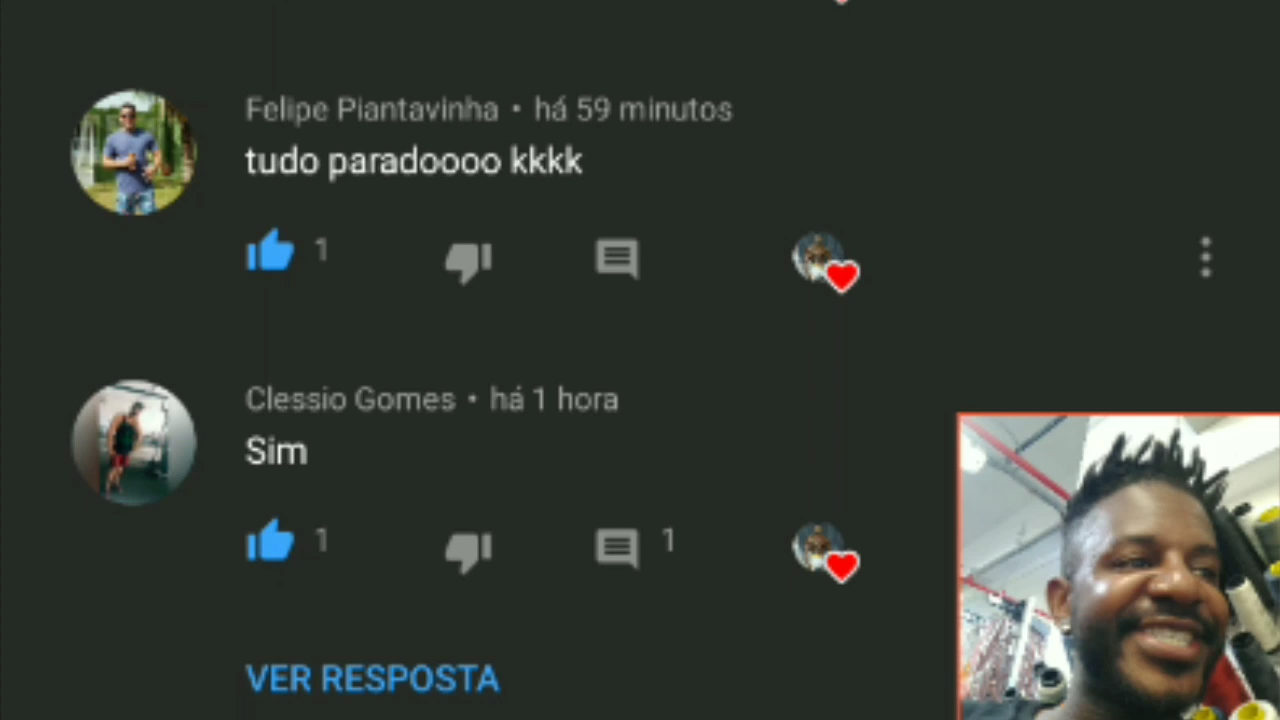 Felipe Piantavinha • há 59 minutos
tudo paradoooo kkkk
1
Clessio Gomes • há 1 hora
Sim
1 1
VER RESPOSTA